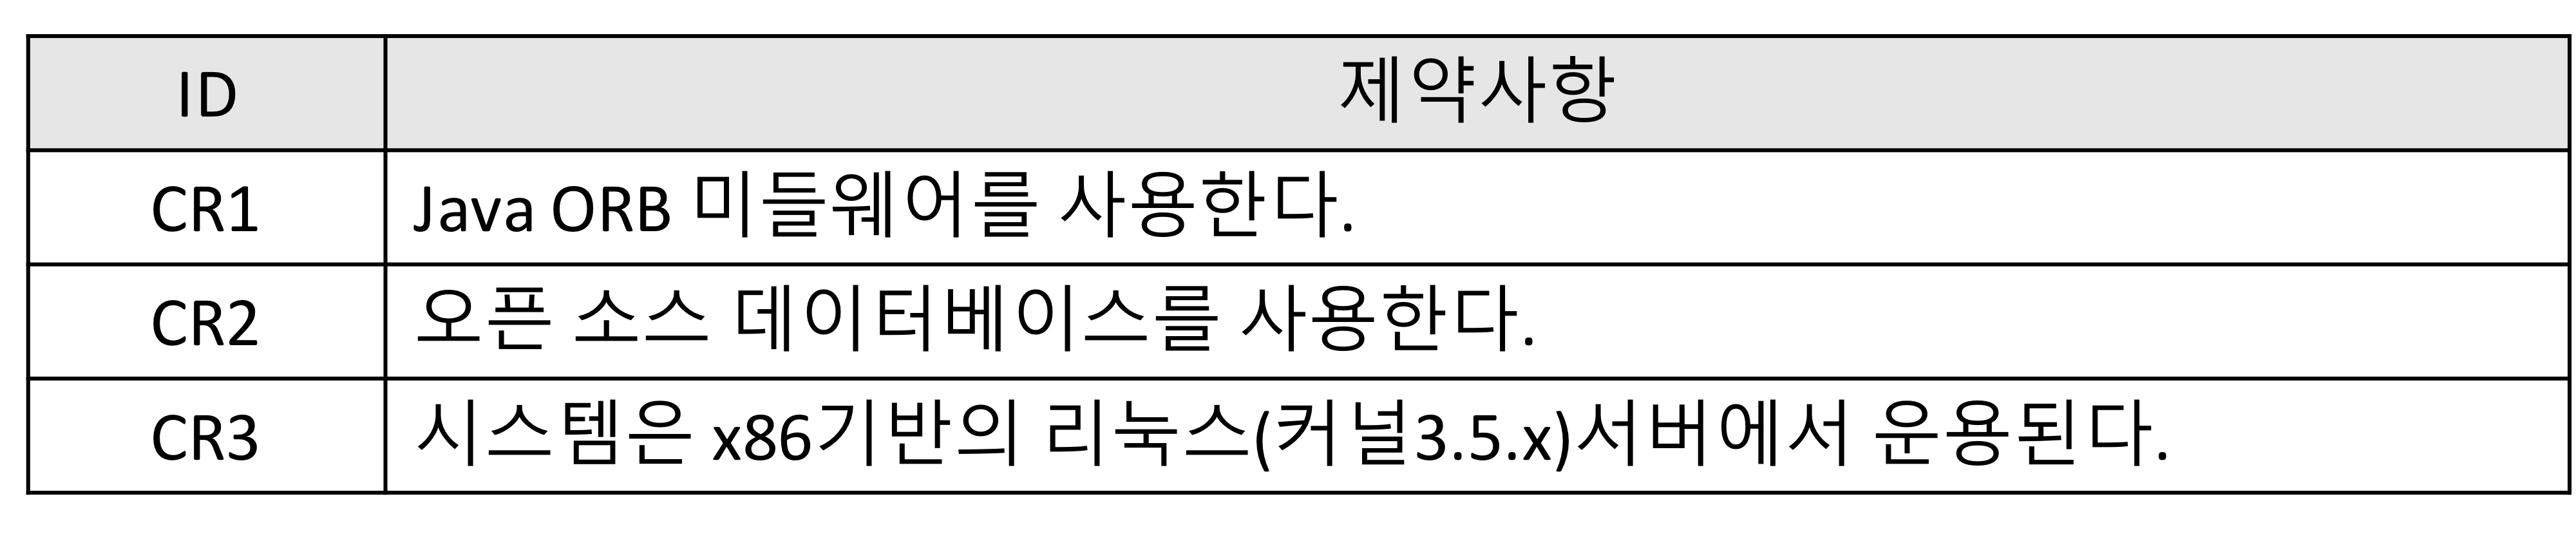 ID 제약사항
CR1 Java ORB 미들웨어를 사용한다.
CR2 오픈 소스 데이터베이스를 사용한다.
CR3 시스템은 x86기반의 리눅스(커널3.5.x)서버에서 운용된다.